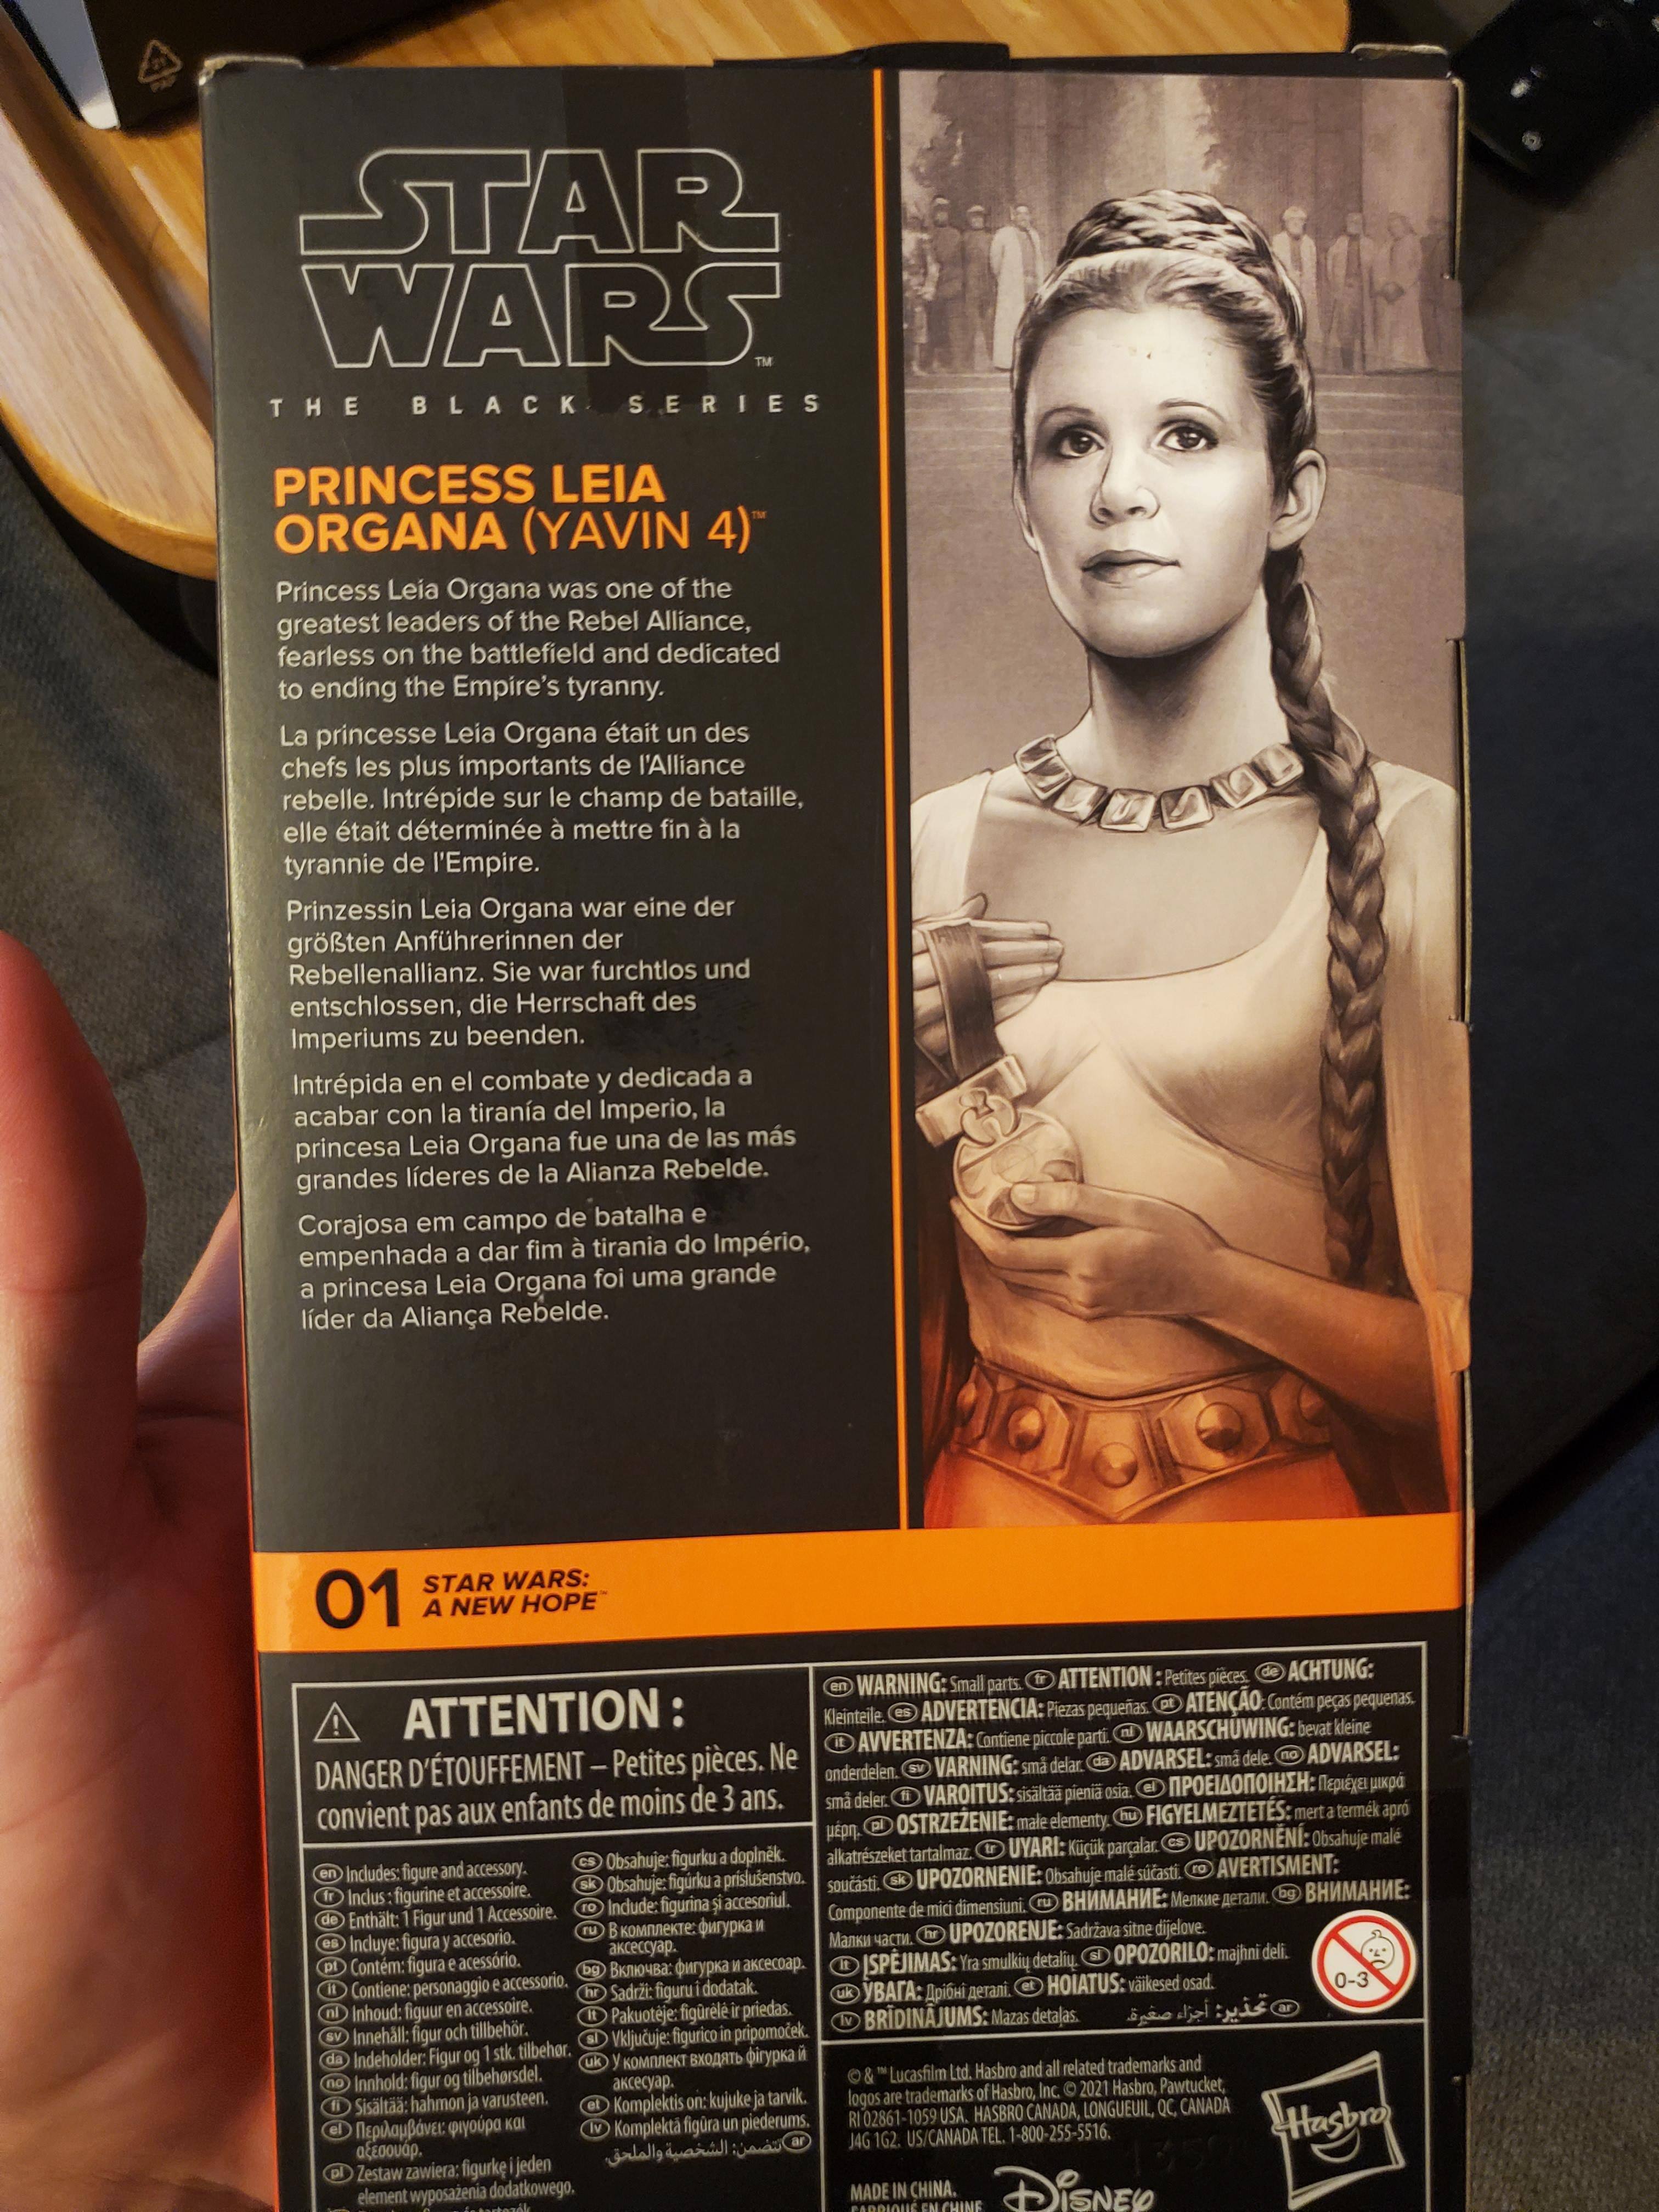 STAR
WARS™
THE BLACK SERIES
PRINCESS LEIA
ORGANA (YAVIN 4)™
Princess Leia Organa was one of the
greatest leaders of the Rebel Alliance,
fearless on the battlefield and dedicated
to ending the Empire's tyranny.
La princesse Leia Organa était un des
chefs les plus importants de l'Alliance
rebelle. Intrépide sur le champ de bataille,
elle était déterminée à mettre fin à la
tyrannie de l'Empire.
Prinzessin Leia Organa war eine der
größten Anführerinnen der
Rebellenallianz. Sie war furchtlos und
entschlossen, die Herrschaft des
Imperiums zu beenden.
Intrépida en el combate y dedicada a
acabar con la tiranía del Imperio, la
princesa Leia Organa fue una de las más
grandes líderes de la Alianza Rebelde.
Corajosa em campo de batalha e
empenhada a dar fim à tirania do Império,
a princesa Leia Organa foi uma grande
líder da Aliança Rebelde.
01 STAR WARS:
A NEW HOPE™
ATTENTION :
DANGER D'ÉTOUFFEMENT – Petites pièces. Ne
convient pas aux enfants de moins de 3 ans.
en Includes: figure and accessory.
fr Inclus : figurine et accessoire.
de Enthält: 1 Figur und 1 Accessoire.
es Incluye: figura y accesorio.
pt Contém: figura e acessório.
it Contiene: personaggio e accessorio.
nl Inhoud: figuur en accessoire.
sv Innehåll: figur och tillbehör.
da Indeholder: Figur og 1 stk. tilbehør.
no Innhold: figur og tilbehørsdel.
fi Sisältää: hahmon ja varusteen.
el Περιλαμβάνει: φιγούρα και
αξεσουάρ.
pl Zestaw zawiera: figurkę i jeden
element wyposażenia dodatkowego.
cs Obsahuje: figurku a doplněk.
sk Obsahuje: figúrku a príslušenstvo.
ro Include: figurina și accesoriul.
ru В комплекте: фигурка и
аксессуар.
bg Включва: фигурка и аксесоар.
hr Sadrži: figuru i dodatak.
lt Pakuotėje: figūrėlė ir priedas.
sl Vključuje: figurico in pripomoček.
uk У комплект входять фігурка й
аксесуар.
et Komplektis on: kujuke ja tarvik.
lv Komplektā figūra un piederums.
ar تتضمن: الشخصية والملحق.
en WARNING: Small parts. fr ATTENTION : Petites pièces. de ACHTUNG:
Kleinteile. es ADVERTENCIA: Piezas pequeñas. pt ATENÇÃO: Contém peças pequenas.
it AVVERTENZA: Contiene piccole parti. nl WAARSCHUWING: bevat kleine
onderdelen. sv VARNING: små delar. da ADVARSEL: små dele. no ADVARSEL:
små deler. fi VAROITUS: sisältää pieniä osia. el ΠΡΟΕΙΔΟΠΟΙΗΣΗ: Περιέχει μικρά
μέρη. pl OSTRZEŻENIE: małe elementy. hu FIGYELMEZTETÉS: mert a termék apró
alkatrészeket tartalmaz. tr UYARI: Küçük parçalar. cs UPOZORNĚNÍ: Obsahuje malé
součásti. sk UPOZORNENIE: Obsahuje malé súčasti. ro AVERTISMENT:
Componente de mici dimensiuni. ru ВНИМАНИЕ: Мелкие детали. bg ВНИМАНИЕ:
Малки части. hr UPOZORENJE: Sadržava sitne dijelove.
lt ĮSPĖJIMAS: Yra smulkių detalių. sl OPOZORILO: majhni deli.
uk УВАГА: Дрібні деталі. et HOIATUS: väikesed osad.
lv BRĪDINĀJUMS: Mazas detaļas. ar تحذير: أجزاء صغيرة.
0-3
© & ™ Lucasfilm Ltd. Hasbro and all related trademarks and
logos are trademarks of Hasbro, Inc. © 2021 Hasbro, Pawtucket,
RI 02861-1059 USA. HASBRO CANADA, LONGUEUIL, QC, CANADA
J4G 1G2. US/CANADA TEL. 1-800-255-5516.
Hasbro
MADE IN CHINA.
FABRIQUÉ EN CHINE
DISNEY